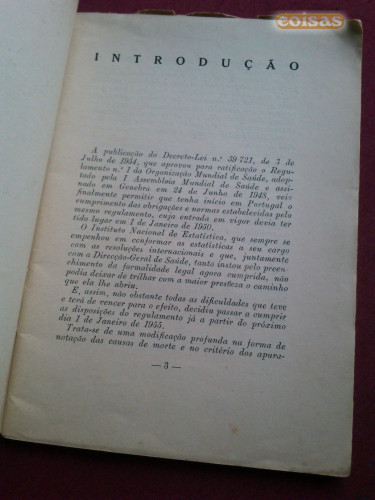 coisas
INTRODUÇÃO
A publicação do Decreto-Lei n.º 39 721, de 7 de
Julho de 1954, que aprovou para ratificação o Regu-
lamento n.º 1 da Organização Mundial de Saúde, adop-
tado pela I Assembleia Mundial de Saúde e assi-
nado em Genebra em 24 de Junho de 1948, veio
finalmente permitir que tenha início em Portugal o
cumprimento das obrigações e normas estabelecidas pelo
mesmo regulamento, cuja entrada em vigor devia ter
tido lugar em 1 de Janeiro de 1950.
O Instituto Nacional de Estatística, que sempre se
empenhou em conformar as estatísticas a seu cargo
com as resoluções internacionais e que, juntamente
com a Direcção-Geral de Saúde, tanto instou pelo preen-
chimento da formalidade legal agora cumprida, não
podia deixar de trilhar com a maior presteza o caminho
que ela lhe abriu.
E, assim, não obstante todas as dificuldades que teve
e terá de vencer para o efeito, decidiu passar a cumprir
as disposições do regulamento já a partir do próximo
dia 1 de Janeiro de 1955.
Trata-se de uma modificação profunda na forma de
notação das causas de morte e no critério dos apura-
— 3 —